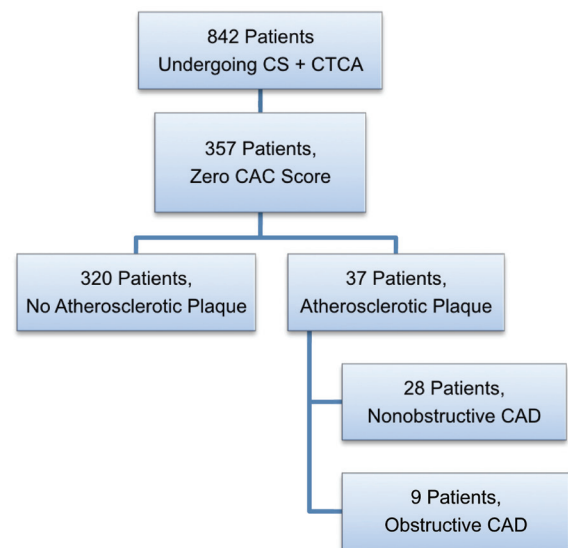 842 Patients
Undergoing CS + CTCA
357 Patients,
Zero CAC Score
320 Patients,
No Atherosclerotic Plaque
37 Patients,
Atherosclerotic Plaque
28 Patients,
Nonobstructive CAD
9 Patients,
Obstructive CAD